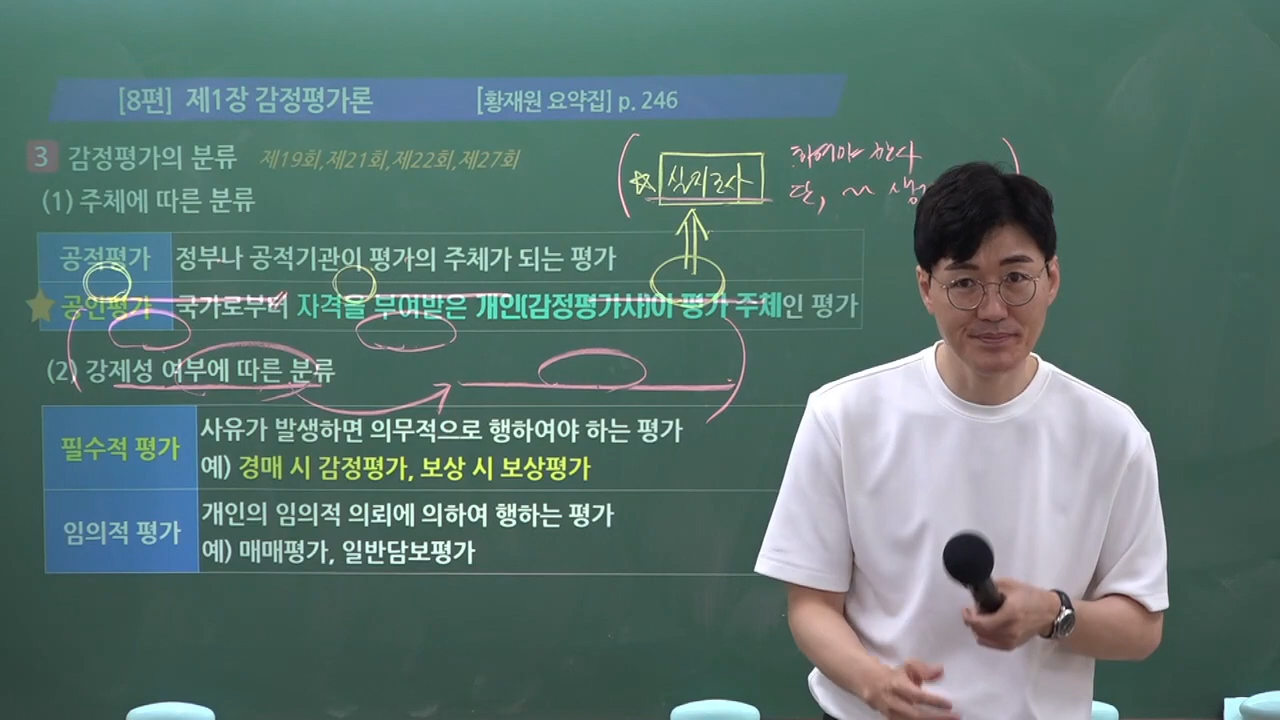 [8편] 제1장 감정평가론 [황재원 요약집] p. 246
3 감정평가의 분류 제19회,제21회,제22회,제27회
(1) 주체에 따른 분류
공적평가 정부나 공적기관이 평가의 주체가 되는 평가
공인평가 국가로부터 자격을 부여받은 개인(감정평가사)이 평가 주체인 평가
(2) 강제성 여부에 따른 분류
필수적 평가
사유가 발생하면 의무적으로 행하여야 하는 평가
예) 경매 시 감정평가, 보상 시 보상평가
임의적 평가
개인의 임의적 의뢰에 의하여 행하는 평가
예) 매매평가, 일반담보평가
실지조사
하여야 한다
단, ~ 생